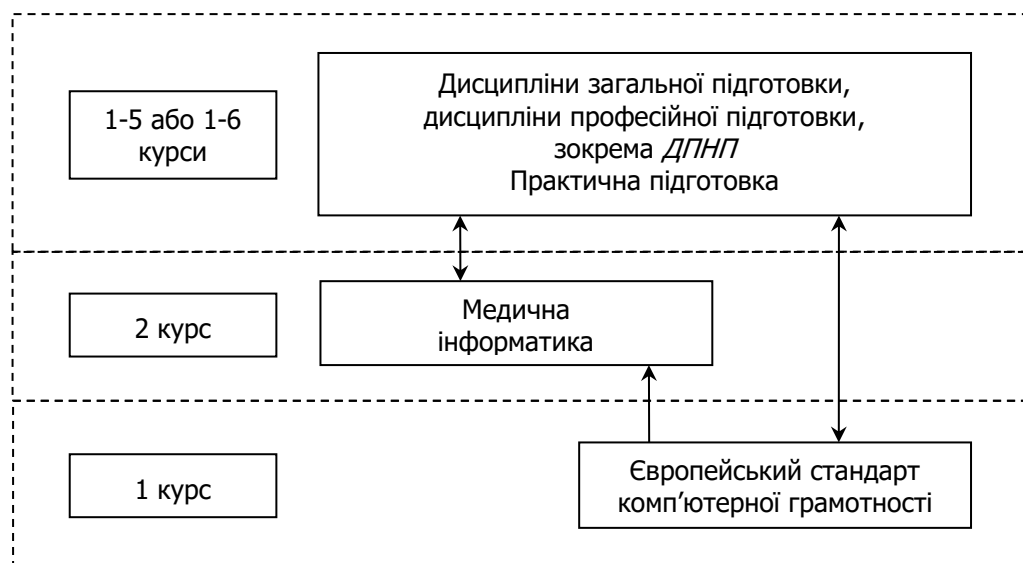 1-5 або 1-6
курси
Дисципліни загальної підготовки,
дисципліни професійної підготовки,
зокрема ДПНП
Практична підготовка
2 курс
Медична
інформатика
1 курс
Європейський стандарт
комп’ютерної грамотності